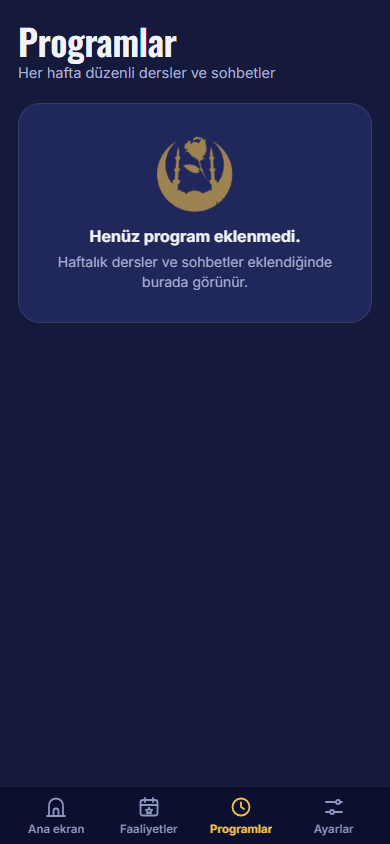 Programlar
Her hafta düzenli dersler ve sohbetler
Henüz program eklenmedi.
Haftalık dersler ve sohbetler eklendiğinde
burada görünür.
Ana ekran
Faaliyetler
Programlar
Ayarlar